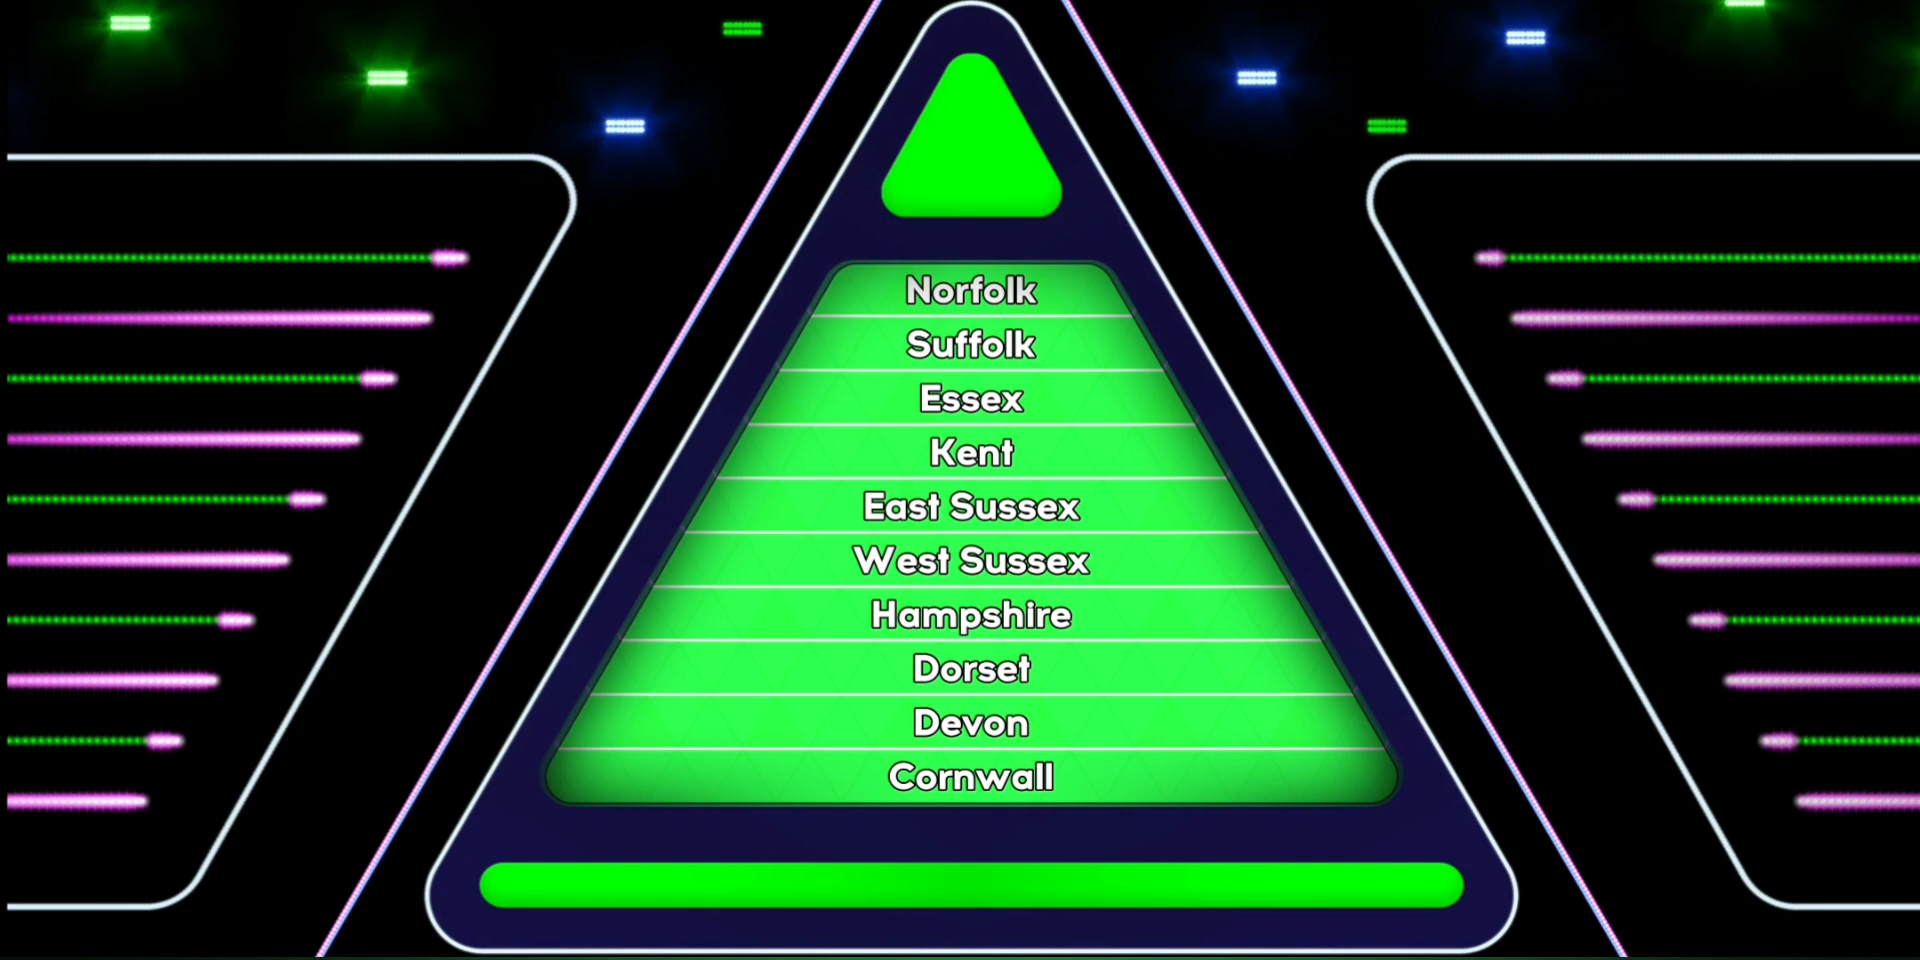 Norfolk
Suffolk
Essex
Kent
East Sussex
West Sussex
Hampshire
Dorset
Devon
Cornwall